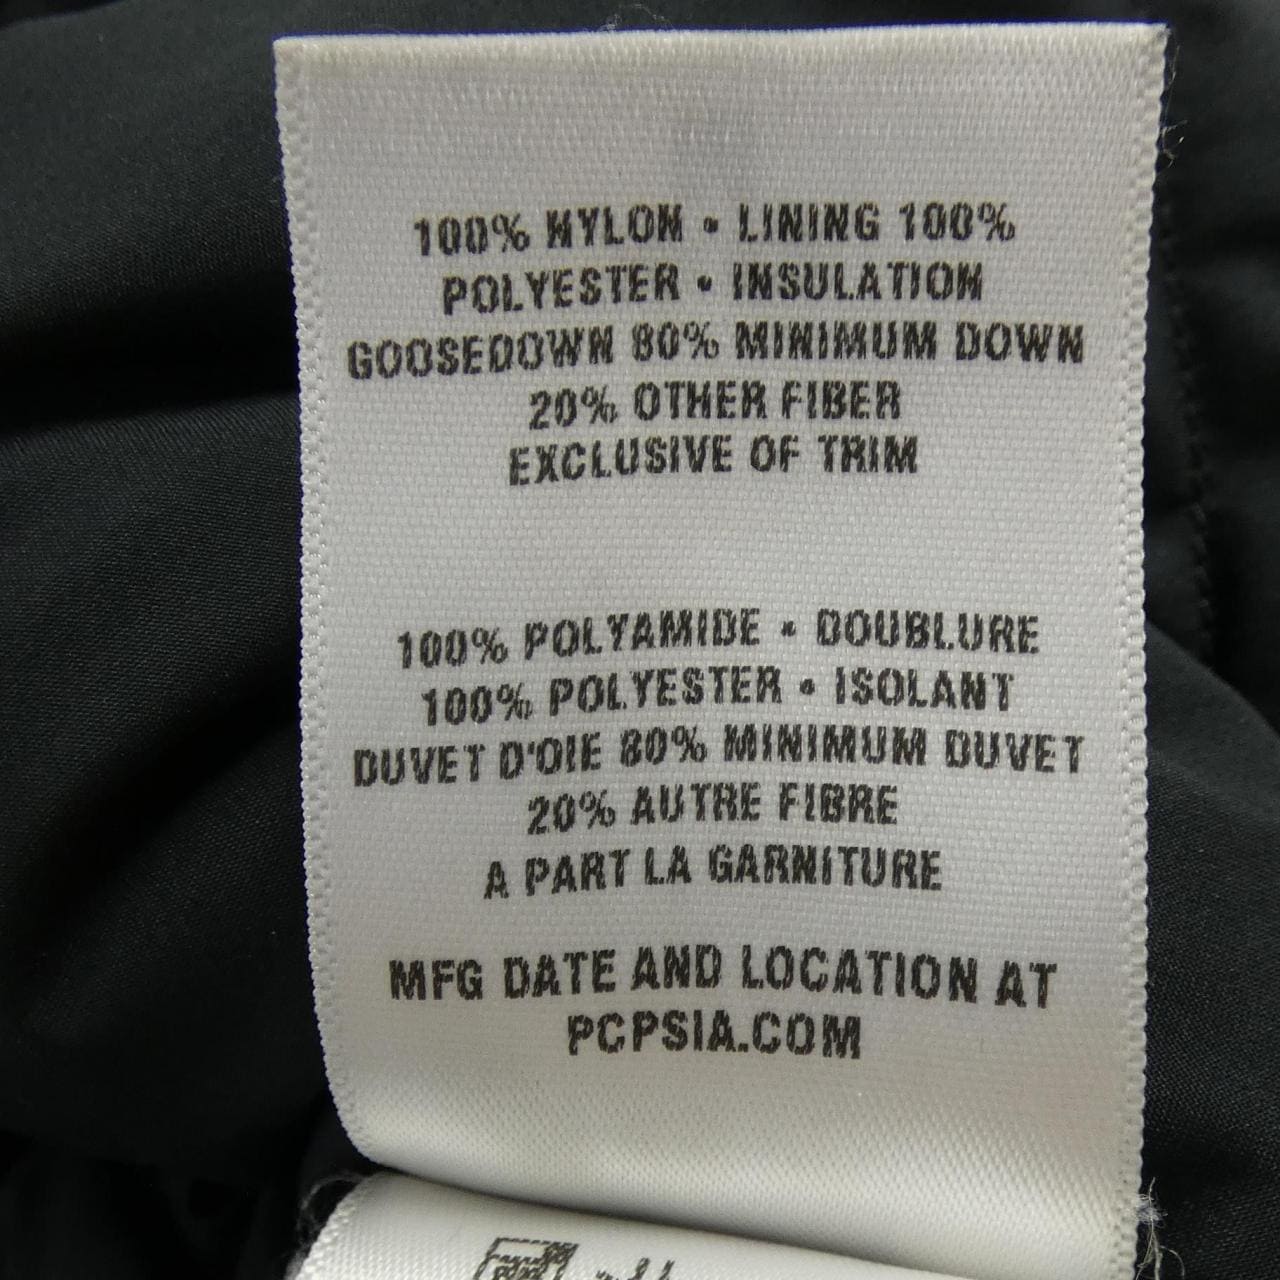 100% NYLON • LINING 100%
POLYESTER • INSULATION
GOOSEDOWN 80% MINIMUM DOWN
20% OTHER FIBER
EXCLUSIVE OF TRIM
100% POLYAMIDE • DOUBLURE
100% POLYESTER • ISOLANT
DUVET D'OIE 80% MINIMUM DUVET
20% AUTRE FIBRE
A PART LA GARNITURE
MFG DATE AND LOCATION AT
PCPSIA.COM